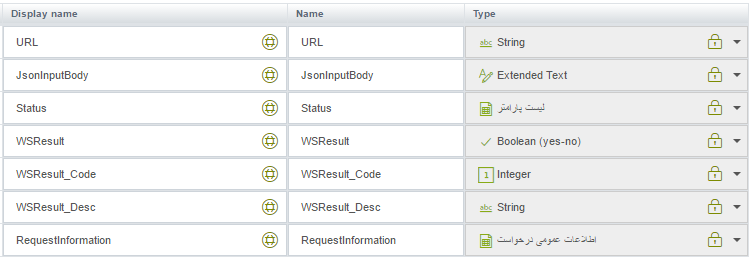 Display name Name Type
URL URL abc String
JsonInputBody JsonInputBody Extended Text
Status Status لیست پارامتر
WSResult WSResult Boolean (yes-no)
WSResult_Code WSResult_Code 1 Integer
WSResult_Desc WSResult_Desc abc String
RequestInformation RequestInformation اطلاعات عمومی درخواست